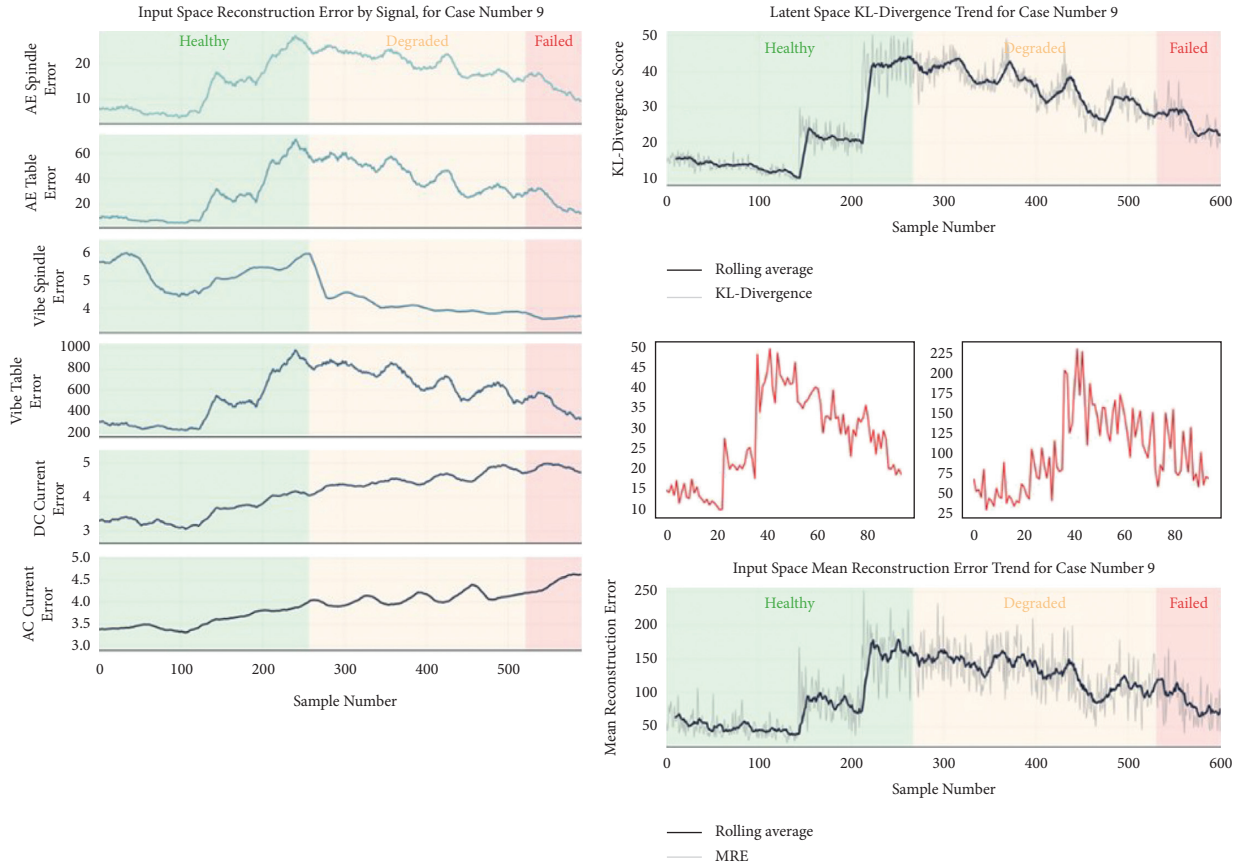 Input Space Reconstruction Error by Signal, for Case Number 9
Healthy
Degraded
Failed
AE Spindle
Error
20
10
AE Table
Error
60
40
20
Vibe Spindle
Error
6
5
4
Vibe Table
Error
1000
800
600
400
200
DC Current
Error
5
4
3
AC Current
Error
5.0
4.5
4.0
3.5
3.0
0 100 200 300 400 500
Sample Number
Latent Space KL-Divergence Trend for Case Number 9
Healthy
Degraded
Failed
KL-Divergence Score
50
40
30
20
10
0 100 200 300 400 500 600
Sample Number
Rolling average
KL-Divergence
50
45
40
35
30
25
20
15
10
0 20 40 60 80
225
200
175
150
125
100
75
50
25
0 20 40 60 80
Input Space Mean Reconstruction Error Trend for Case Number 9
Healthy
Degraded
Failed
Mean Reconstruction Error
250
200
150
100
50
0 100 200 300 400 500 600
Sample Number
Rolling average
MRE